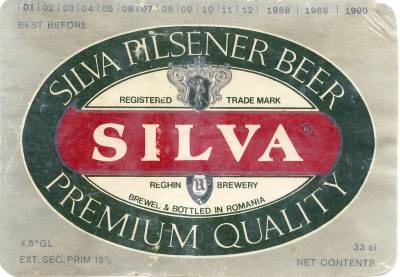 01|02|03|04|05|06|07|08|09|10|11|12 | 1988 | 1989 | 1990
BEST BEFORE
SILVA PILSENER BEER
REGISTERED TRADE MARK
SILVA®
REGHIN BREWERY
BREWEL & BOTTLED IN ROMANIA
PREMIUM QUALITY
4,5°GL
33 cl
EXT. SEC. PRIM 12%
NET CONTENTS